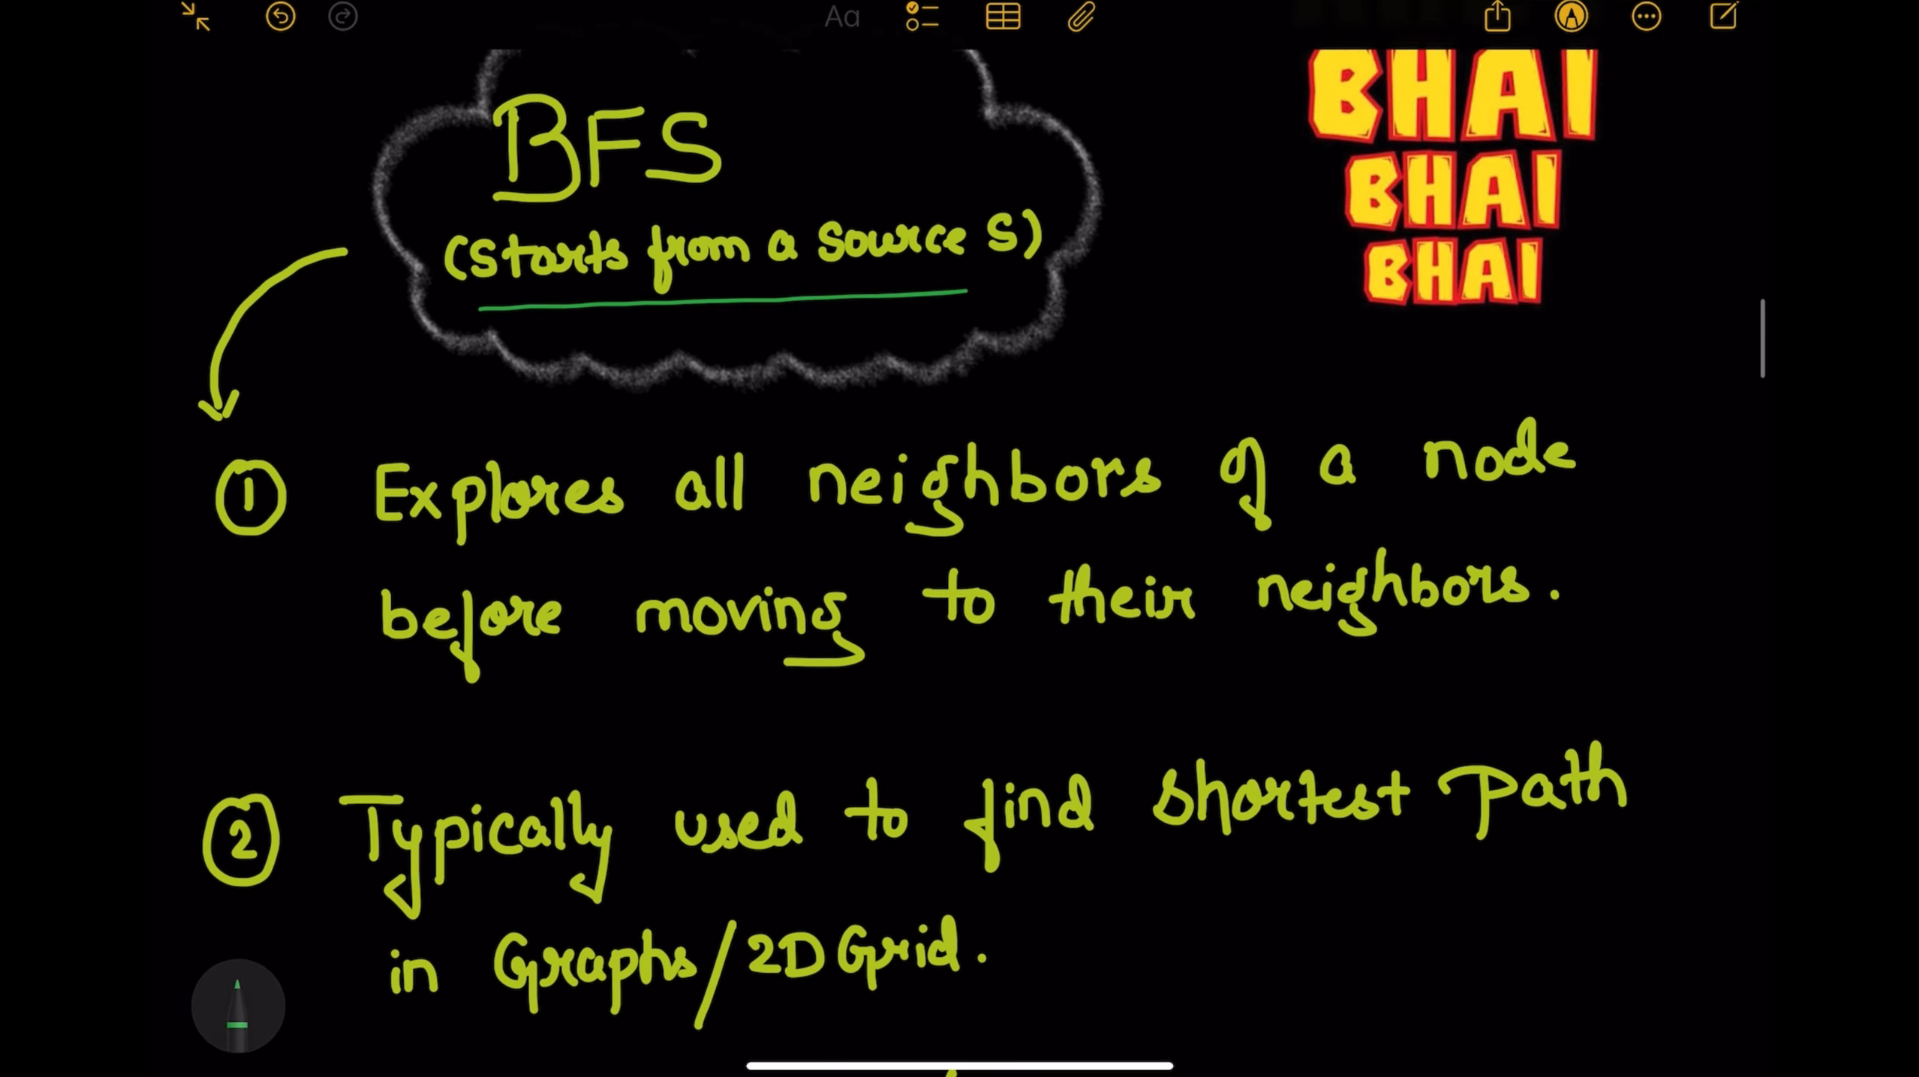 Aa
BHAI
BHAI
BHAI
BFS
(Starts from a Source S)
① Explores all neighbors of a node
before moving to their neighbors.
② Typically used to find shortest Path
in Graphs/2D Grid.